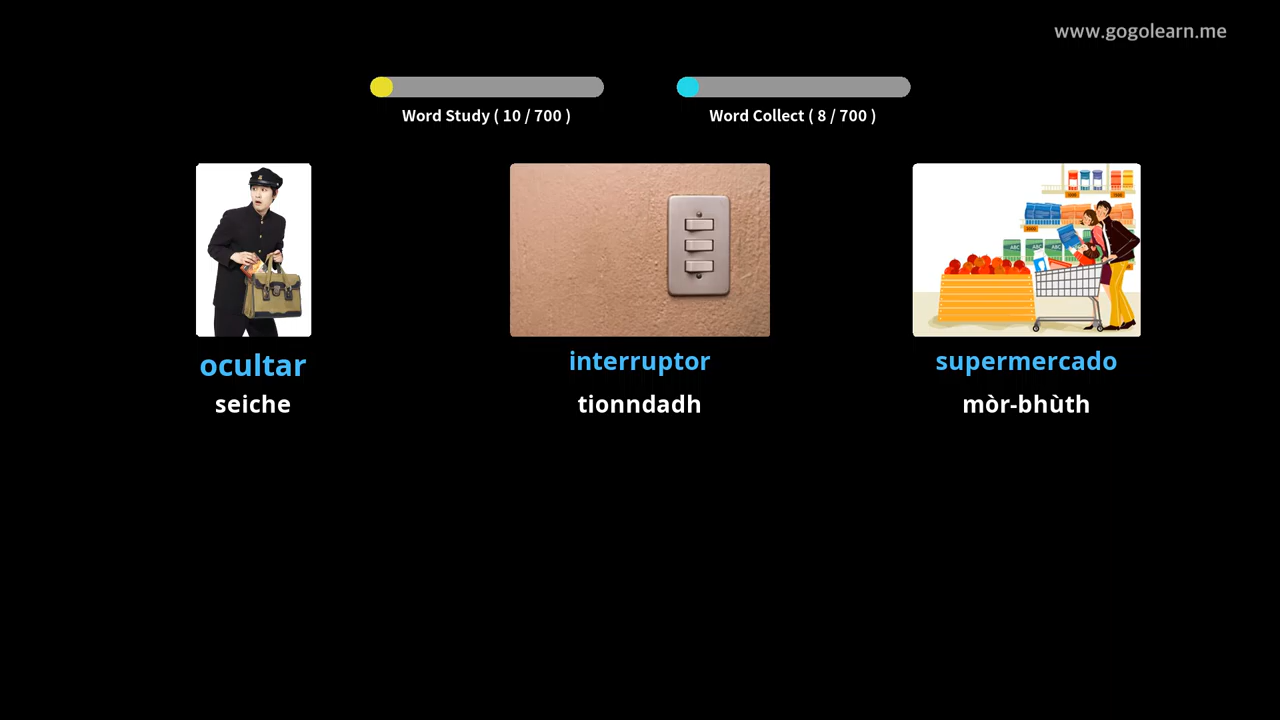 www.gogolearn.me
Word Study ( 10 / 700 )
Word Collect ( 8 / 700 )
ocultar
interruptor
supermercado
seiche
tionndadh
mòr-bhùth